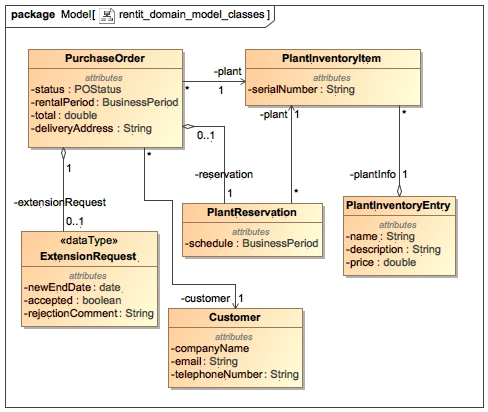 package Model[ rentit_domain_model_classes ]
PurchaseOrder
attributes
-status : POStatus
-rentalPeriod : BusinessPeriod
-total : double
-deliveryAddress : String
-plant
*
1
PlantInventoryItem
attributes
-serialNumber : String
0..1
-plant
1
*
1
*
-reservation
1
*
-plantInfo
1
-extensionRequest
0..1
PlantReservation
attributes
-schedule : BusinessPeriod
PlantInventoryEntry
attributes
-name : String
-description : String
-price : double
«dataType»
ExtensionRequest
attributes
-newEndDate : date
-accepted : boolean
-rejectionComment : String
-customer
1
Customer
attributes
-companyName
-email : String
-telephoneNumber : String